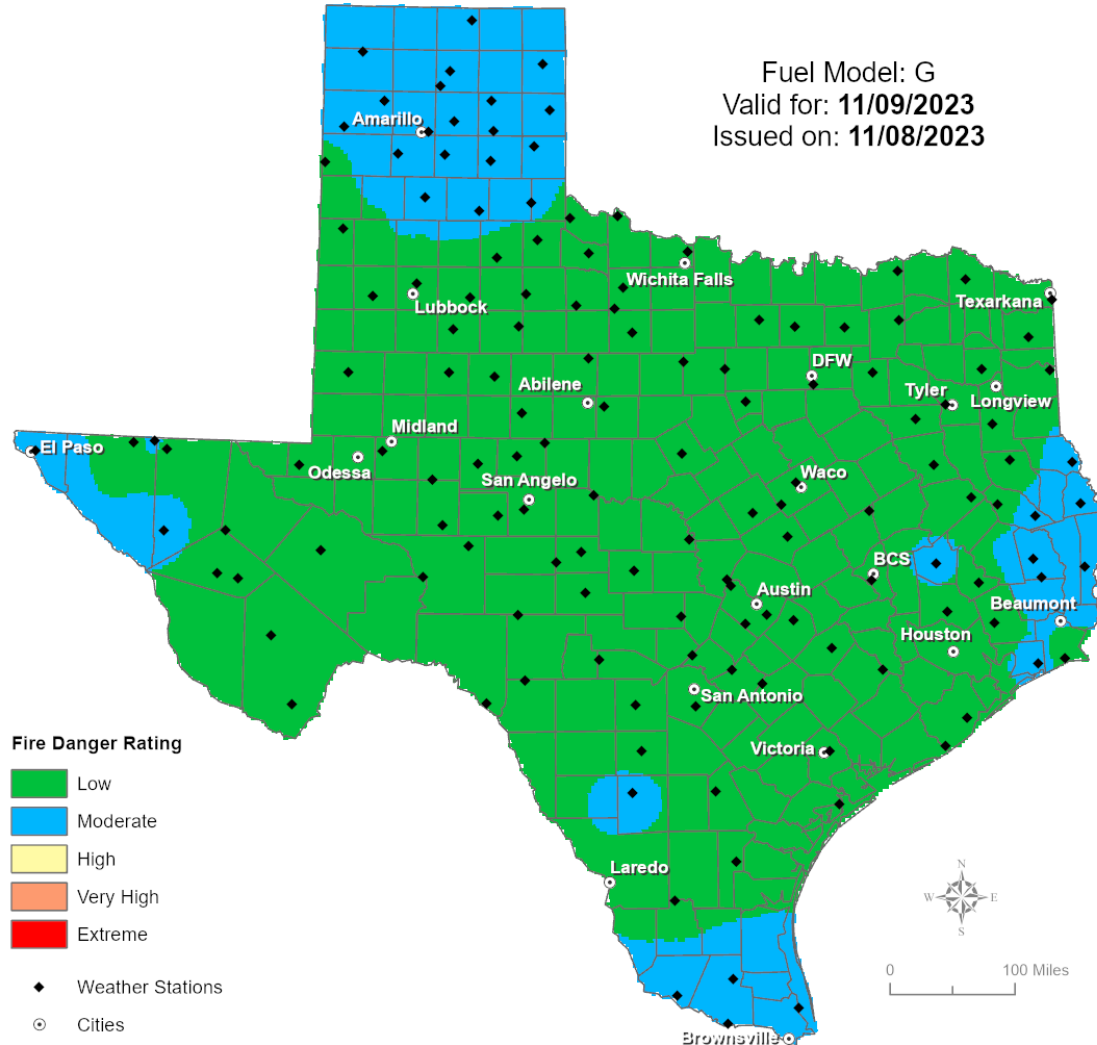 Fuel Model: G
Valid for: 11/09/2023
Issued on: 11/08/2023
Amarillo
Wichita Falls
Lubbock
Texarkana
DFW
Abilene
Tyler
Longview
Midland
El Paso
Odessa
San Angelo
Waco
BCS
Austin
Beaumont
Houston
San Antonio
Victoria
Laredo
Brownsville
Fire Danger Rating
Low
Moderate
High
Very High
Extreme
Weather Stations
Cities
N
W E
S
0 100 Miles